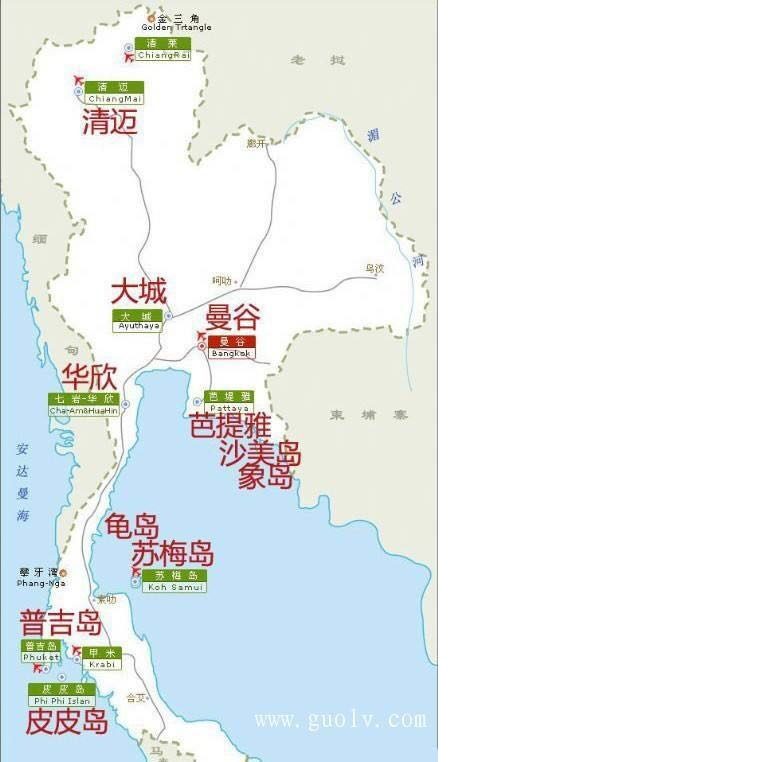 金三角
Golden Trtangle
清莱
ChiangRai
老挝
清迈
ChiangMai
清迈
湄公河
廊开
缅甸
乌汶
呵叻
大城
大城
Ayuthaya
曼谷
曼谷
Bangkok
华欣
七岩-华欣
Cha-Am&HuaHin
芭堤雅
Pattaya
芭提雅
柬埔寨
沙美岛
象岛
安达曼海
龟岛
苏梅岛
苏梅岛
Koh Samui
攀牙湾
Phang-Nga
素叻
普吉岛
普吉岛
Phuket
甲米
Krabi
皮皮岛
Phi Phi Islan
合艾
皮皮岛
www.guolv.com
马来